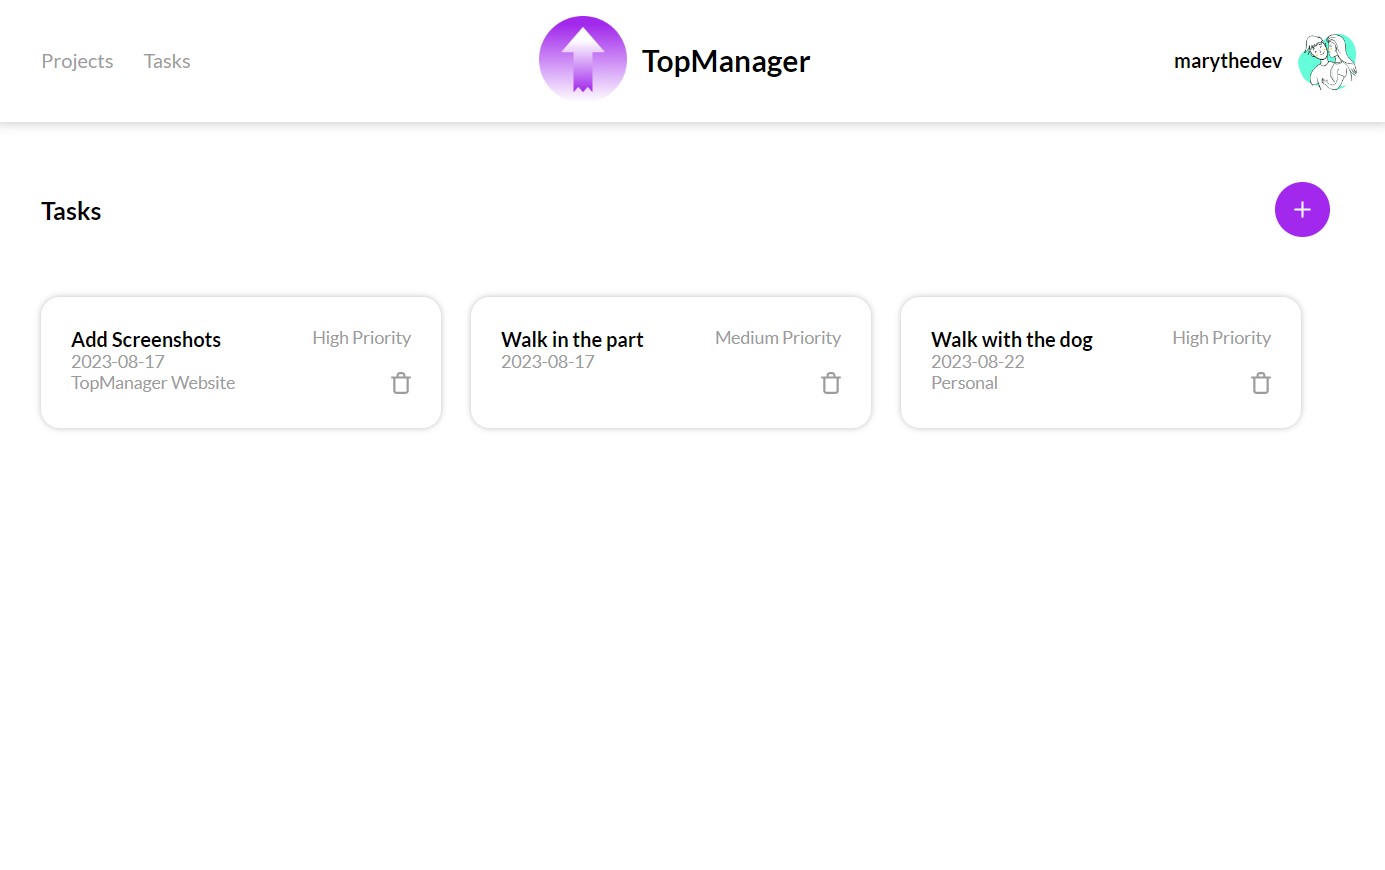 Projects Tasks
TopManager
marythedev
Tasks
Add Screenshots
High Priority
2023-08-17
TopManager Website
Walk in the part
Medium Priority
2023-08-17
Walk with the dog
High Priority
2023-08-22
Personal